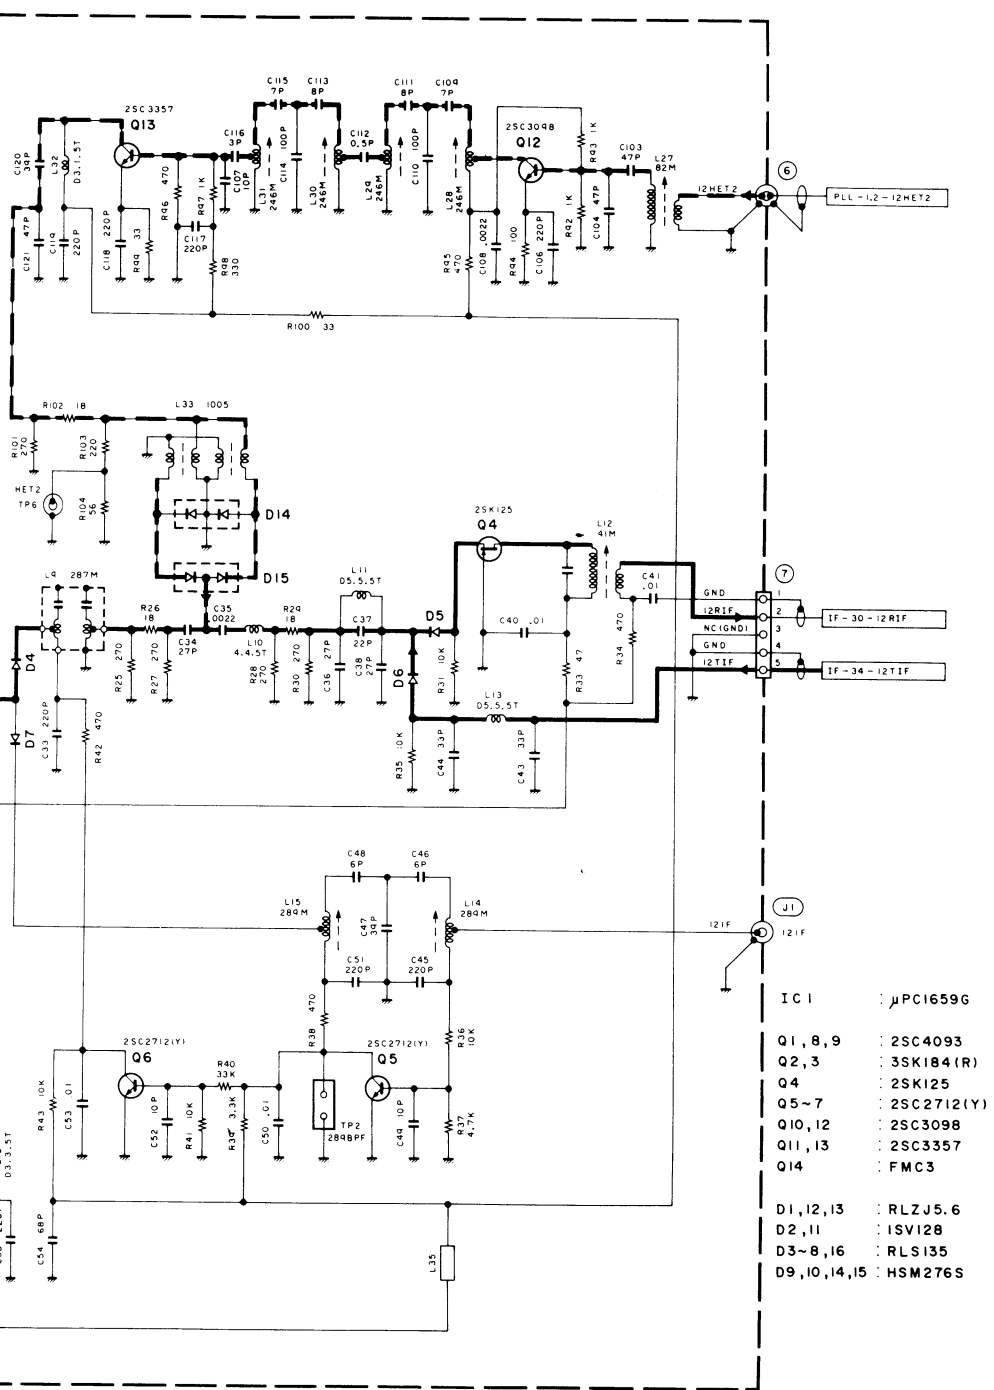 C115
7P
C113
8P
C111
8P
C109
7P
2SC3357
Q13
C116
3P
C112
0.5P
2SC3098
Q12
R93 1K
C103
47P
L27
82M
6
12HET2
PLL-1,2-12HET2
C120
39P
L32
D3.1.5T
470
R96
1K
R97
C107
10P
L31
246M
C114 100P
L30
246M
L29
246M
C110 100P
L28
246M
R92 1K
C104 47P
C121 47P
C119
220P
C118 220P
R99 33
C117
220P
R98
330
R95
470
C108 .0022
R94 100
C106 220P
R100 33
R102 18
L33 1005
R101
270
R103
220
HET2
TP6
R104
56
D14
D15
2SK125
Q4
L12
41M
7
L9 287M
L11
D5.5.5T
C41
.01
GND
1
12RIF
2
IF-30-12RIF
NC(GND)
3
GND
4
12TIF
5
IF-34-12TIF
R26
18
C35
.0022
R29
18
C37
22P
D5
C40 .01
D4
R25 270
R27 270
C34
27P
L10
4.4.5T
R28
270
R30 270
C36 27P
C38
27P
D6
R31 10K
R33 47
R34 470
L13
D5.5.5T
D7
C33 220P
R42 470
R35 10K
C44 33P
C43 33P
C48
6P
C46
6P
L15
289M
L14
289M
C47
39P
J1
12IF
12IF
C51
220P
C45
220P
R38 470
R36
10K
2SC2712(Y)
Q6
2SC2712(Y)
Q5
R40
33K
R43 10K
C53 .01
C52 10P
R41 10K
R39 3.3K
C50 .01
TP2
289BPF
C49 10P
R37
4.7K
D3.3.5T
C54 68P
L35
IC1 : μPC1659G
Q1,8,9 : 2SC4093
Q2,3 : 3SK184(R)
Q4 : 2SK125
Q5~7 : 2SC2712(Y)
Q10,12 : 2SC3098
Q11,13 : 2SC3357
Q14 : FMC3
D1,12,13 : RLZJ5.6
D2,11 : 1SV128
D3~8,16 : RLS135
D9,10,14,15 : HSM276S